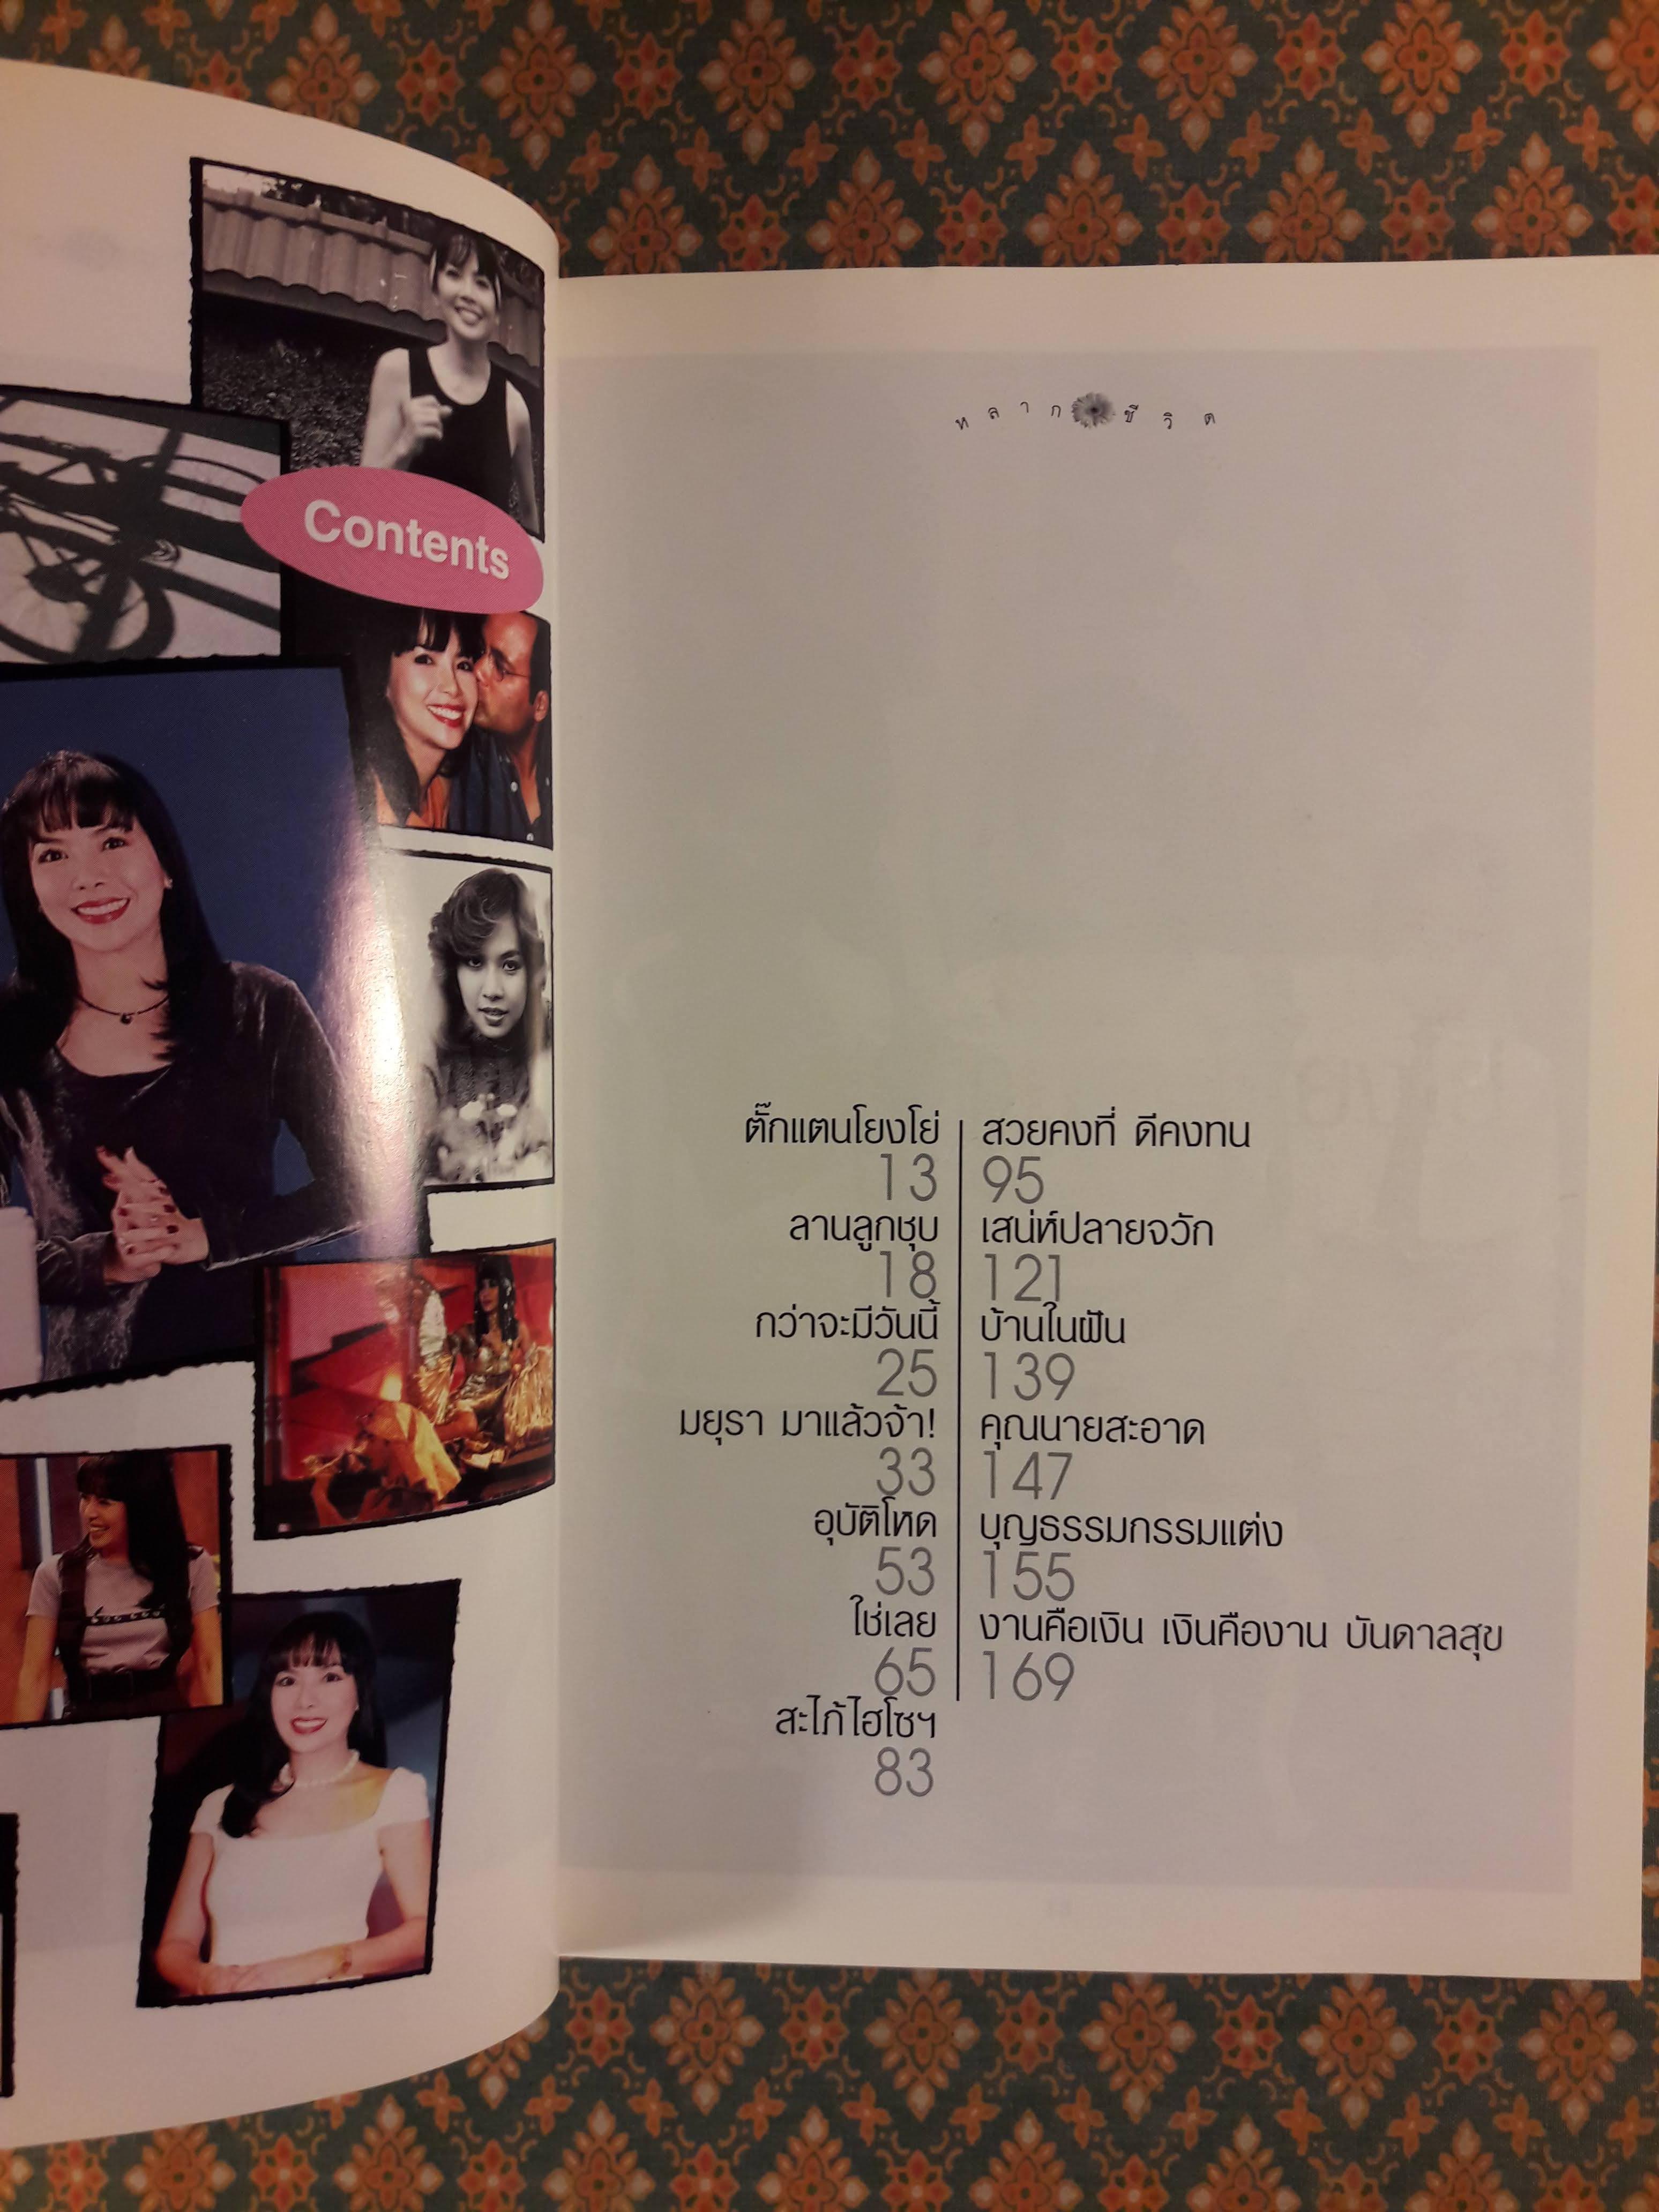 Contents
หลากชีวิต
ตั๊กแตนโยงโย่
13
ลานลูกชุบ
18
กว่าจะมีวันนี้
25
มยุรา มาแล้วจ้า!
33
อุบัติโหด
53
ใช่เลย
65
สะใภ้ไฮโซฯ
83
สวยคงที่ ดีคงทน
95
เสน่ห์ปลายจวัก
121
บ้านในฝัน
139
คุณนายสะอาด
147
บุญธรรมกรรมแต่ง
155
งานคือเงิน เงินคืองาน บันดาลสุข
169